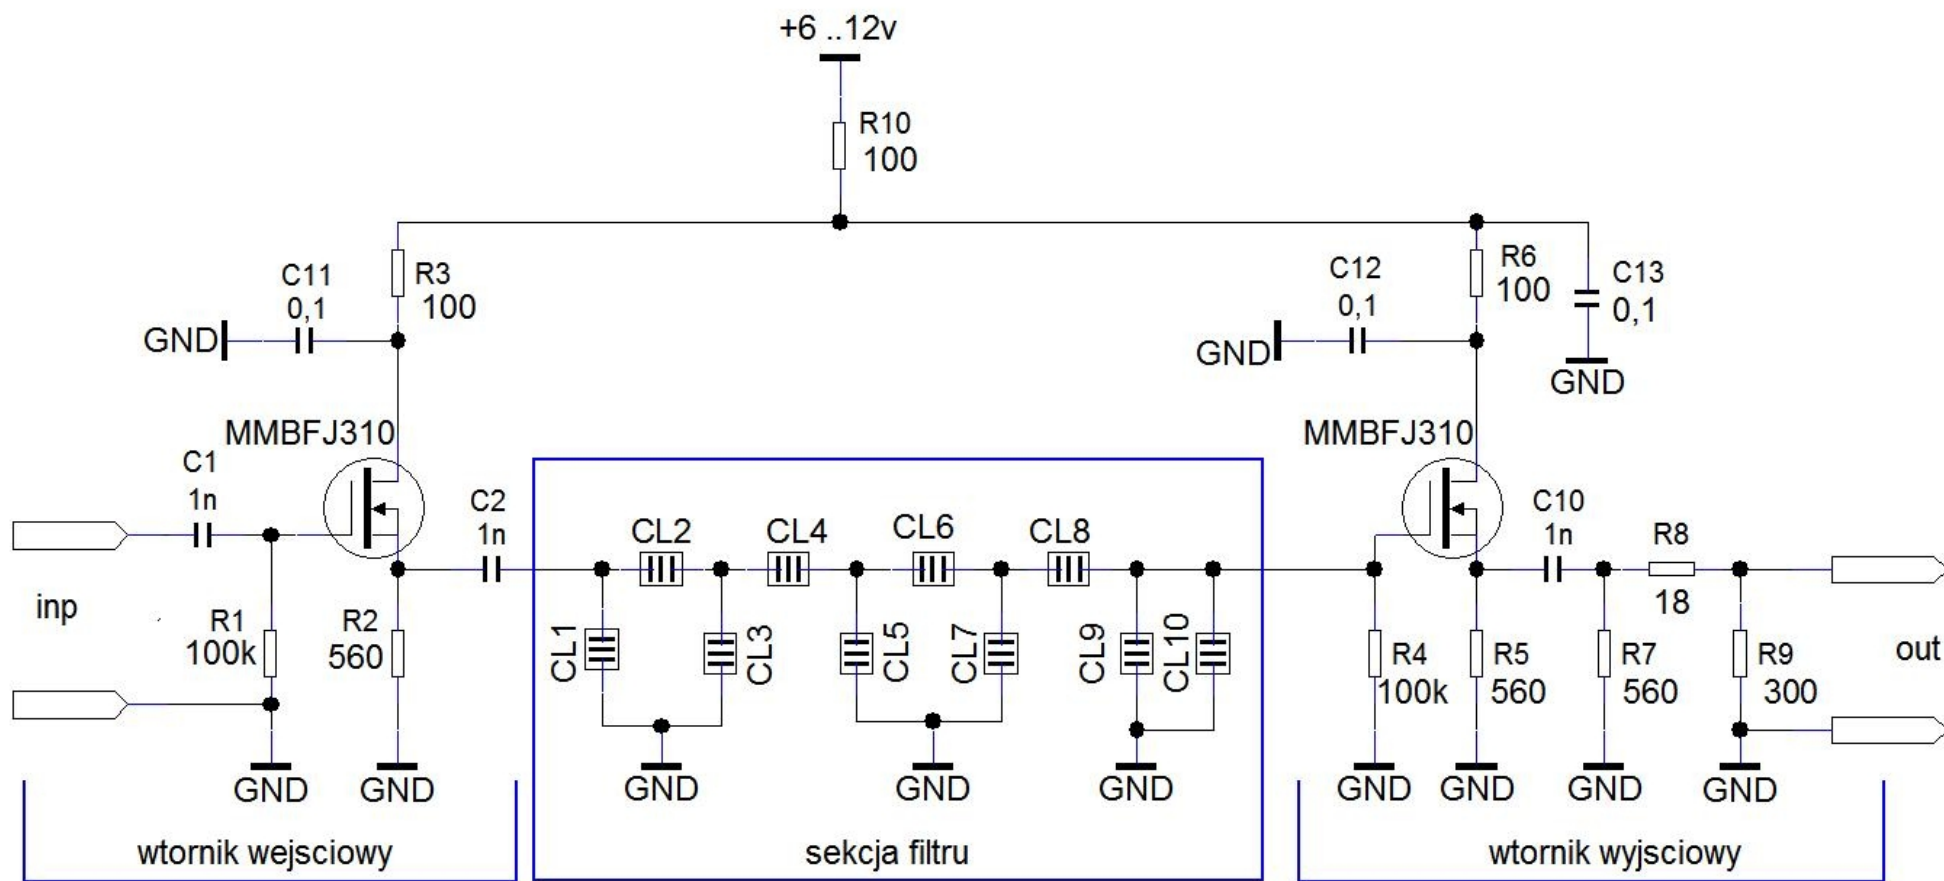 +6 ..12v
R10
100
C11
0,1
R3
100
GND
C12
0,1
R6
100
C13
0,1
GND
GND
MMBFJ310
MMBFJ310
C1
1n
C2
1n
CL2
CL4
CL6
CL8
C10
1n
R8
18
inp
R1
100k
R2
560
CL1
CL3
CL5
CL7
CL9
CL10
R4
100k
R5
560
R7
560
R9
300
out
GND
GND
GND
GND
GND
GND
GND
GND
GND
wtornik wejsciowy
sekcja filtru
wtornik wyjsciowy